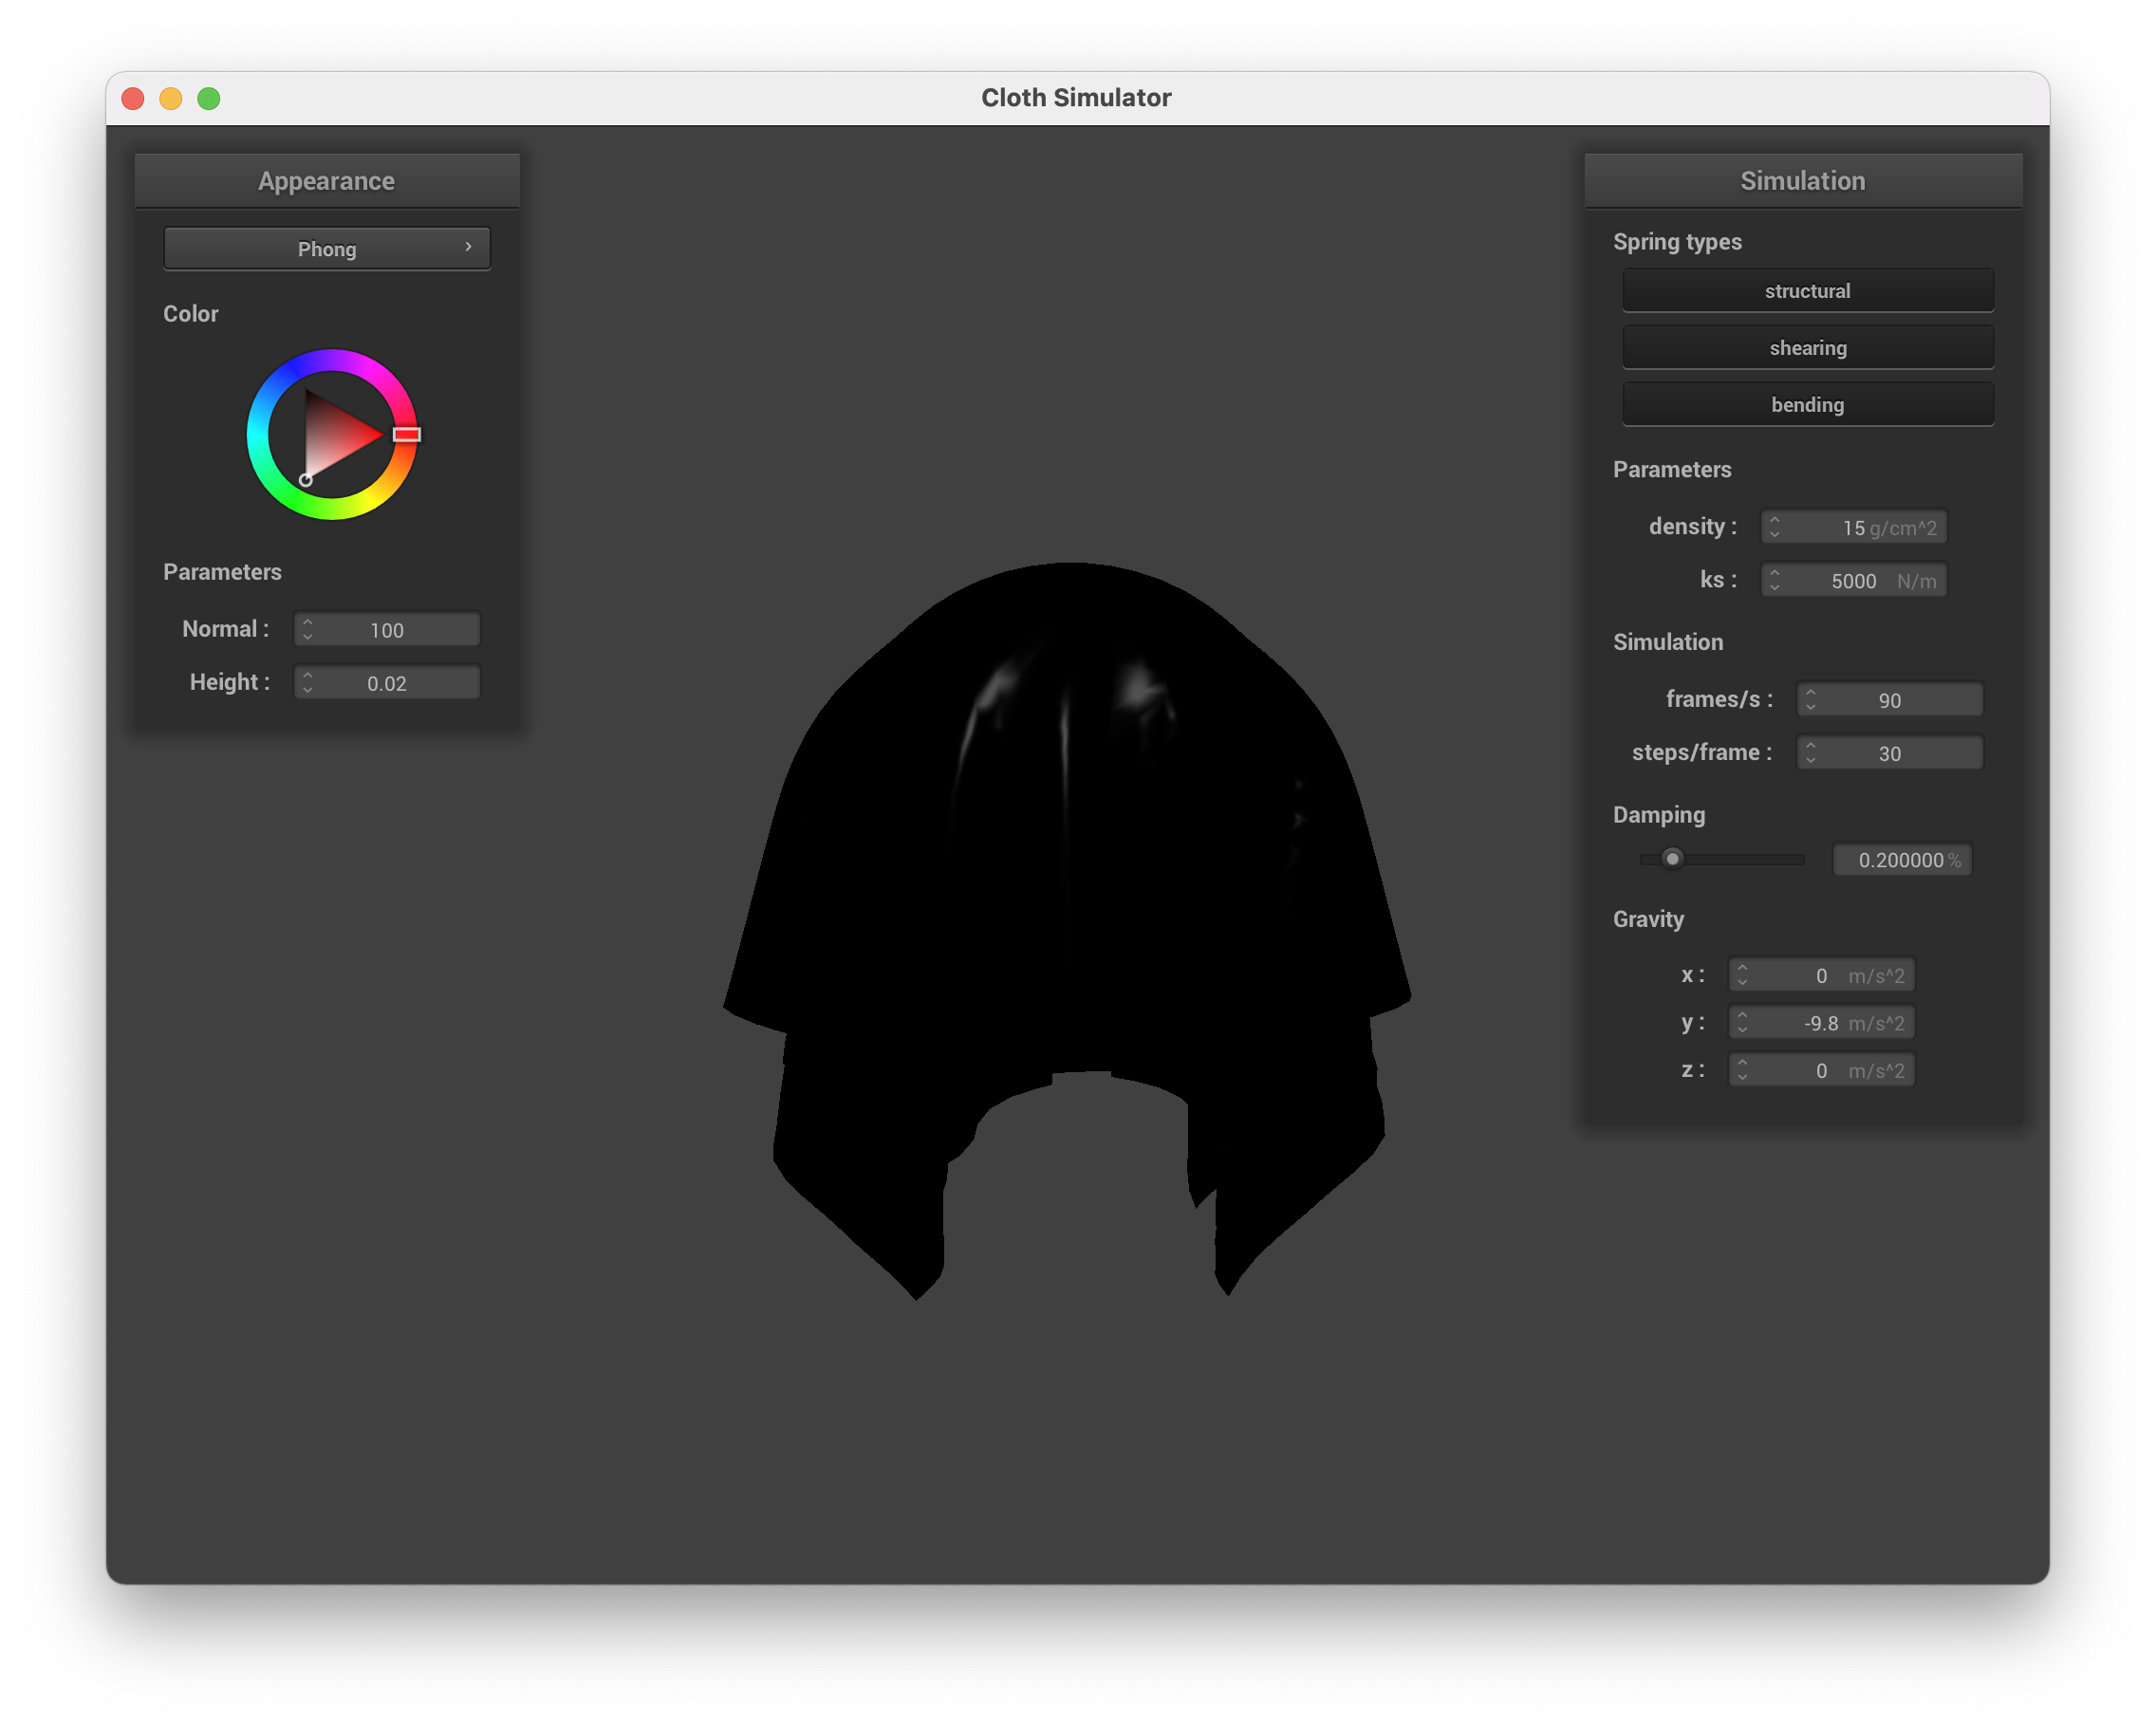 Cloth Simulator
Appearance
Phong
Color
Parameters
Normal : 100
Height : 0.02
Simulation
Spring types
structural
shearing
bending
Parameters
density : 15 g/cm^2
ks : 5000 N/m
Simulation
frames/s : 90
steps/frame : 30
Damping
0.200000 %
Gravity
x : 0 m/s^2
y : -9.8 m/s^2
z : 0 m/s^2